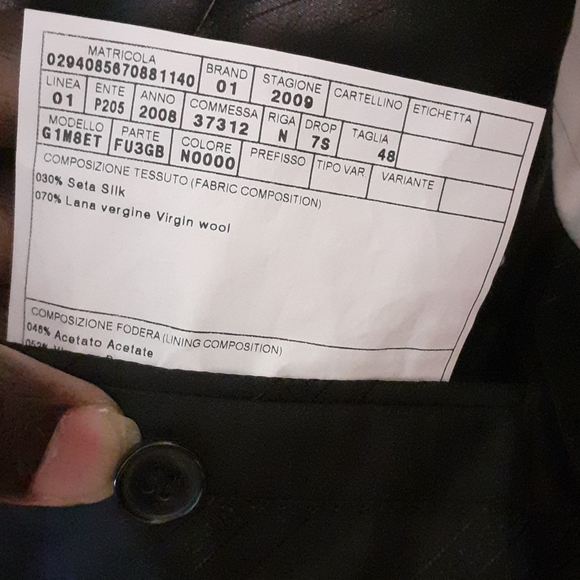 MATRICOLA BRAND STAGIONE CARTELLINO ETICHETTA
0294085670881140 01 2009
LINEA ENTE ANNO COMMESSA RIGA DROP TAGLIA
01 P205 2008 37312 N 7S 48
MODELLO PARTE COLORE PREFISSO TIPO VAR VARIANTE
G1M8ET FU3GB N0000
COMPOSIZIONE TESSUTO (FABRIC COMPOSITION)
030% Seta Silk
070% Lana vergine Virgin wool
COMPOSIZIONE FODERA (LINING COMPOSITION)
048% Acetato Acetate